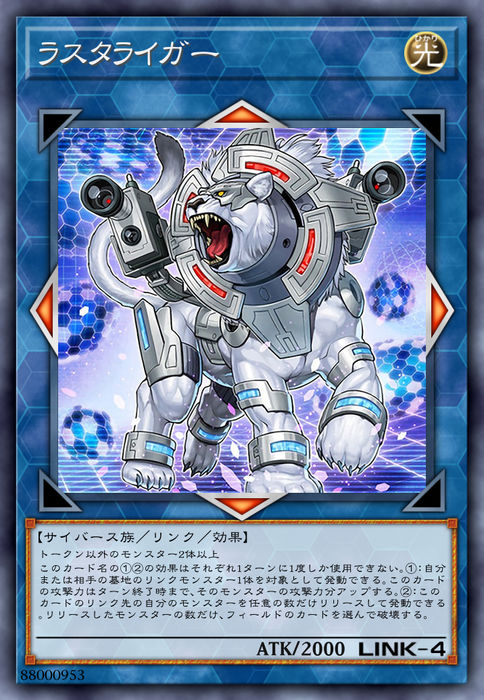 ラスタライガー
ひかり
光
【サイバース族／リンク／効果】
トークン以外のモンスター2体以上
このカード名の①②の効果はそれぞれ1ターンに1度しか使用できない。①：自分
または相手の墓地のリンクモンスター1体を対象として発動できる。このカード
の攻撃力はターン終了時まで、そのモンスターの攻撃力分アップする。②：この
カードのリンク先の自分のモンスターを任意の数だけリリースして発動できる
。リリースしたモンスターの数だけ、フィールドのカードを選んで破壊する。
ATK/2000 LINK-4
88000953